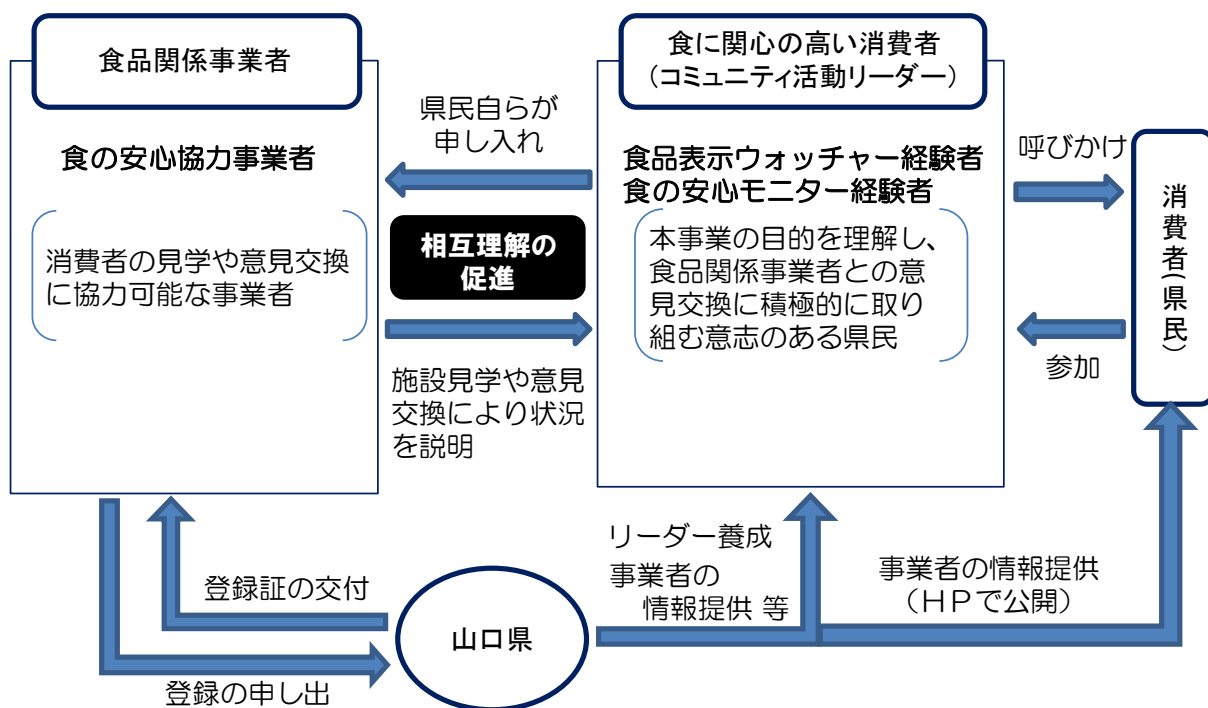 食品関係事業者
食の安心協力事業者
消費者の見学や意見交換
に協力可能な事業者
県民自らが
申し入れ
相互理解の
促進
施設見学や意見
交換により状況
を説明
食に関心の高い消費者
（コミュニティ活動リーダー）
食品表示ウォッチャー経験者
食の安心モニター経験者
本事業の目的を理解し、
食品関係事業者との意
見交換に積極的に取り
組む意志のある県民
呼びかけ
参加
消費者（県民）
登録証の交付
登録の申し出
山口県
リーダー養成
事業者の
情報提供 等
事業者の情報提供
（ＨＰで公開）